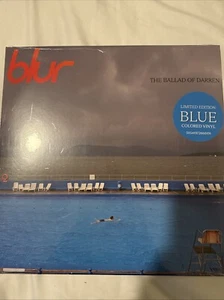 blur
THE BALLAD OF DARREN
LIMITED EDITION
BLUE
COLORED VINYL